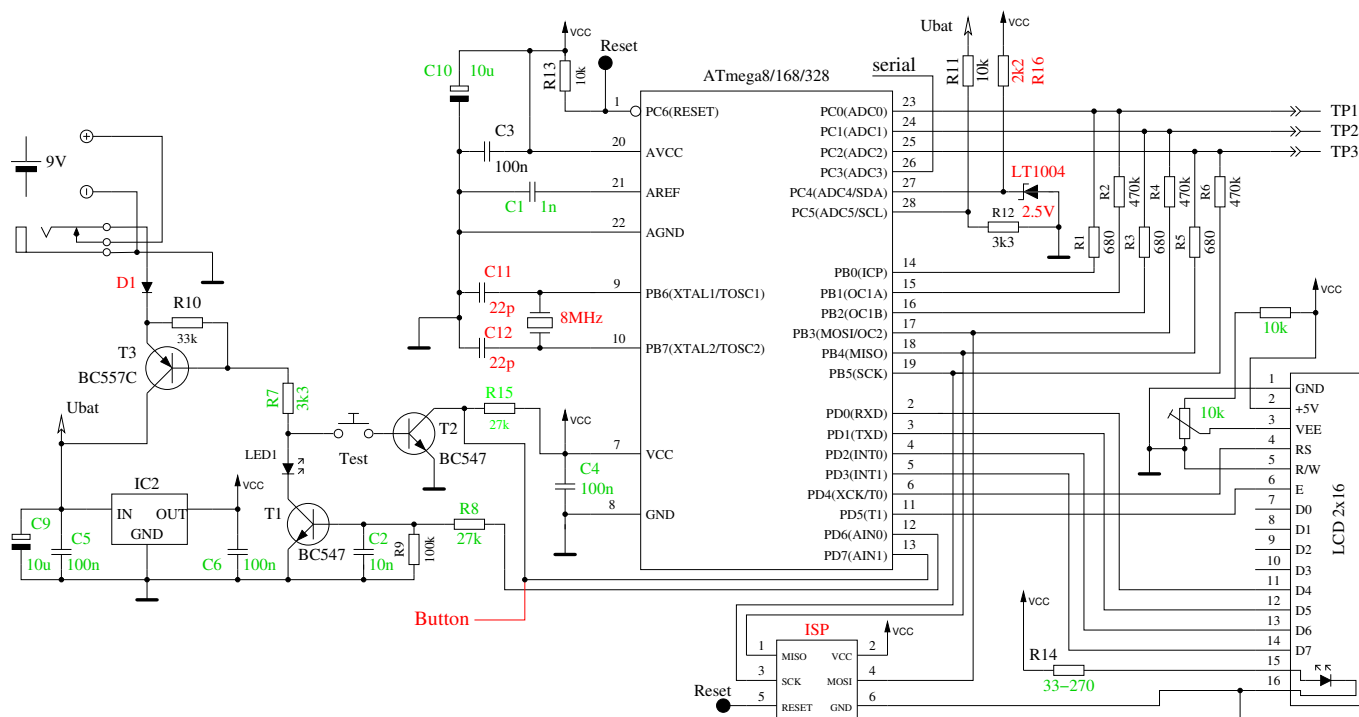 Ubat
VCC
VCC
Reset
serial
ATmega8/168/328
C10 10u
R13 10k
R11 10k
2k2 R16
1 PC6(RESET)
PC0(ADC0) 23
TP1
PC1(ADC1) 24
TP2
PC2(ADC2) 25
TP3
PC3(ADC3) 26
C3 100n
20 AVCC
9V
+
−
LT1004
2.5V
PC4(ADC4/SDA) 27
PC5(ADC5/SCL) 28
R12 3k3
C1 1n
21 AREF
22 AGND
R2 470k
R4 470k
R6 470k
R1 680
R3 680
R5 680
D1
C11 22p
9 PB6(XTAL1/TOSC1)
8MHz
C12 22p
10 PB7(XTAL2/TOSC2)
PB0(ICP) 14
PB1(OC1A) 15
PB2(OC1B) 16
PB3(MOSI/OC2) 17
PB4(MISO) 18
PB5(SCK) 19
VCC
10k
R10
33k
T3
BC557C
Ubat
R7 3k3
R15
27k
VCC
T2
BC547
Test
LED1
7 VCC
C4
100n
8 GND
PD0(RXD) 2
PD1(TXD) 3
PD2(INT0) 4
PD3(INT1) 5
PD4(XCK/T0) 6
PD5(T1) 11
PD6(AIN0) 12
PD7(AIN1) 13
10k
1 GND
2 +5V
3 VEE
4 RS
5 R/W
6 E
7 D0
8 D1
9 D2
10 D3
11 D4
12 D5
13 D6
14 D7
15
16
LCD 2x16
IC2
IN OUT
GND
VCC
C9
10u
C5
100n
C6 100n
T1
BC547
C2
10n
R9 100k
R8
27k
Button
ISP
VCC
1 MISO VCC 2
3 SCK MOSI 4
5 RESET GND 6
Reset
VCC
R14
33−270